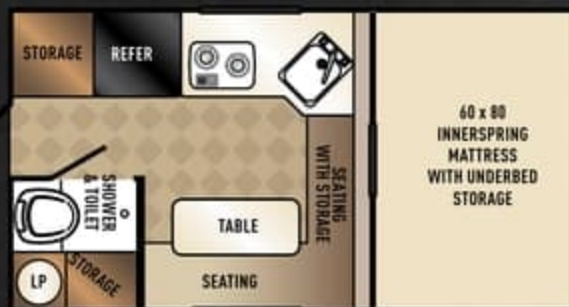 STORAGE
REFER
60 x 80
INNERSPRING
MATTRESS
WITH UNDERBED
STORAGE
SEATING
WITH STORAGE
SHOWER
& TOILET
TABLE
SEATING
LP
STORAGE